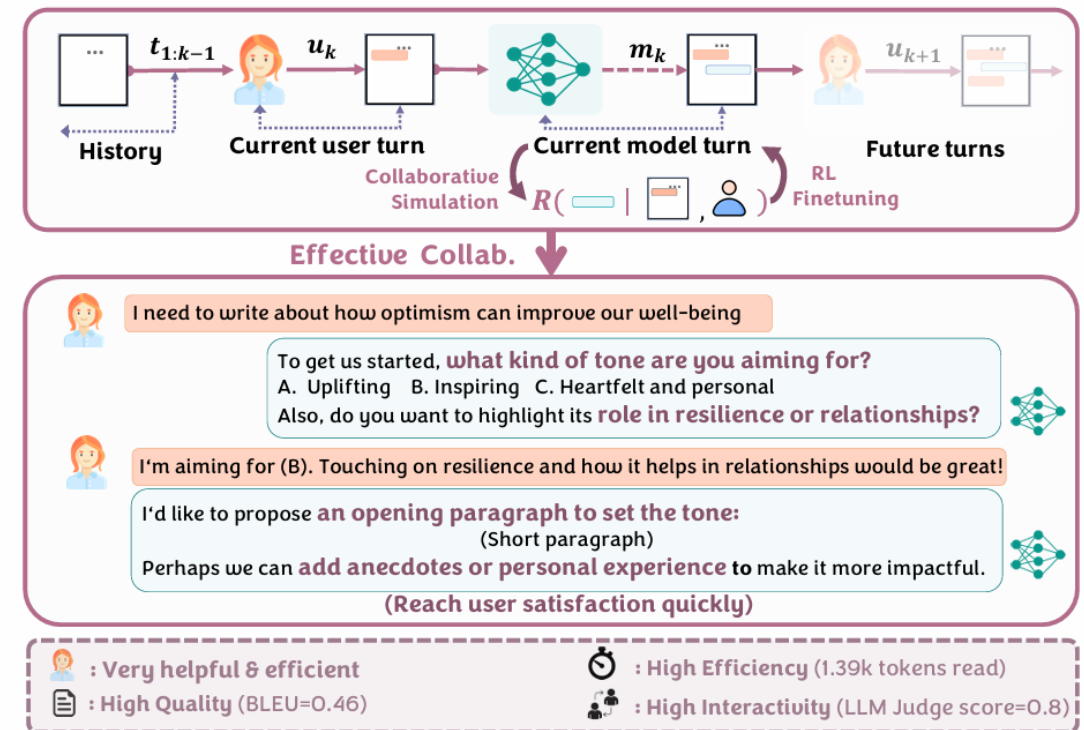 ...
t₁:ₖ₋₁
uₖ
...
mₖ
...
uₖ₊₁
...
History
Current user turn
Current model turn
Future turns
Collaborative
Simulation
R( | ... , )
RL
Finetuning
Effective Collab.
I need to write about how optimism can improve our well-being
To get us started, what kind of tone are you aiming for?
A. Uplifting B. Inspiring C. Heartfelt and personal
Also, do you want to highlight its role in resilience or relationships?
I'm aiming for (B). Touching on resilience and how it helps in relationships would be great!
I'd like to propose an opening paragraph to set the tone:
(Short paragraph)
Perhaps we can add anecdotes or personal experience to make it more impactful.
(Reach user satisfaction quickly)
: Very helpful & efficient
: High Efficiency (1.39k tokens read)
: High Quality (BLEU=0.46)
: High Interactivity (LLM Judge score=0.8)